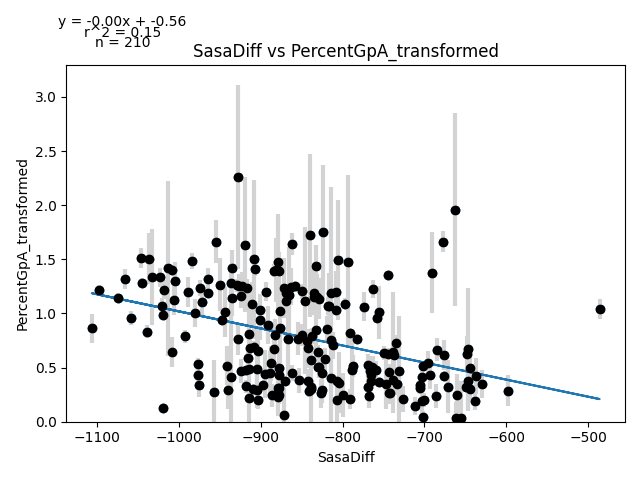 y = -0.00x + -0.56
r^2 = 0.15
n = 210
SasaDiff vs PercentGpA_transformed
PercentGpA_transformed
3.0
2.5
2.0
1.5
1.0
0.5
0.0
−1100 −1000 −900 −800 −700 −600 −500
SasaDiff